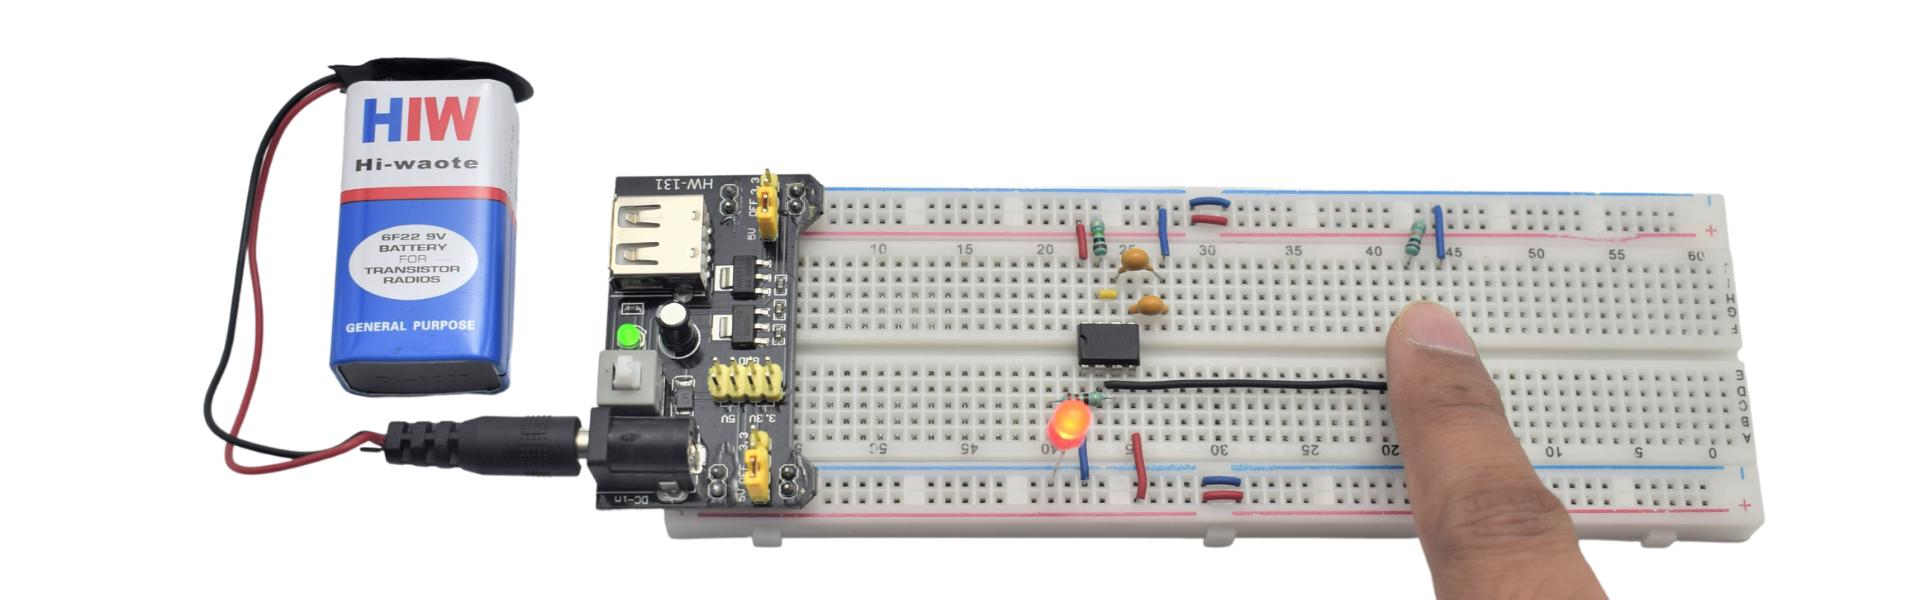 HIW
Hi-waote
6F22 9V
BATTERY
FOR
TRANSISTOR
RADIOS
GENERAL PURPOSE
HW-131
5V OFF 3.3
GND
5V 3.3V
5V OFF 3.3
DC-in
- +
10 15 20 25 30 35 40 45 50 55 60
J
I
H
G
F
E
D
C
B
A
55 45 40 30 25 20 10 5 0
- +